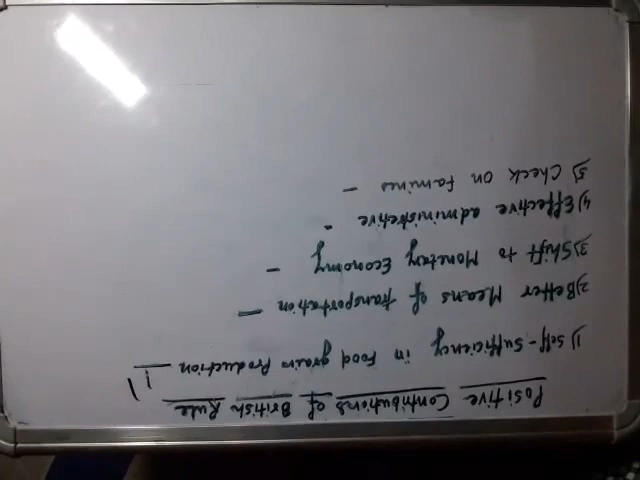 Positive Contributions of British Rule
1) Self-Sufficiency in Food grain Production -
2) Better Means of transportation -
3) Shift to Monetary Economy -
4) Effective administrative -
5) Check on famines -